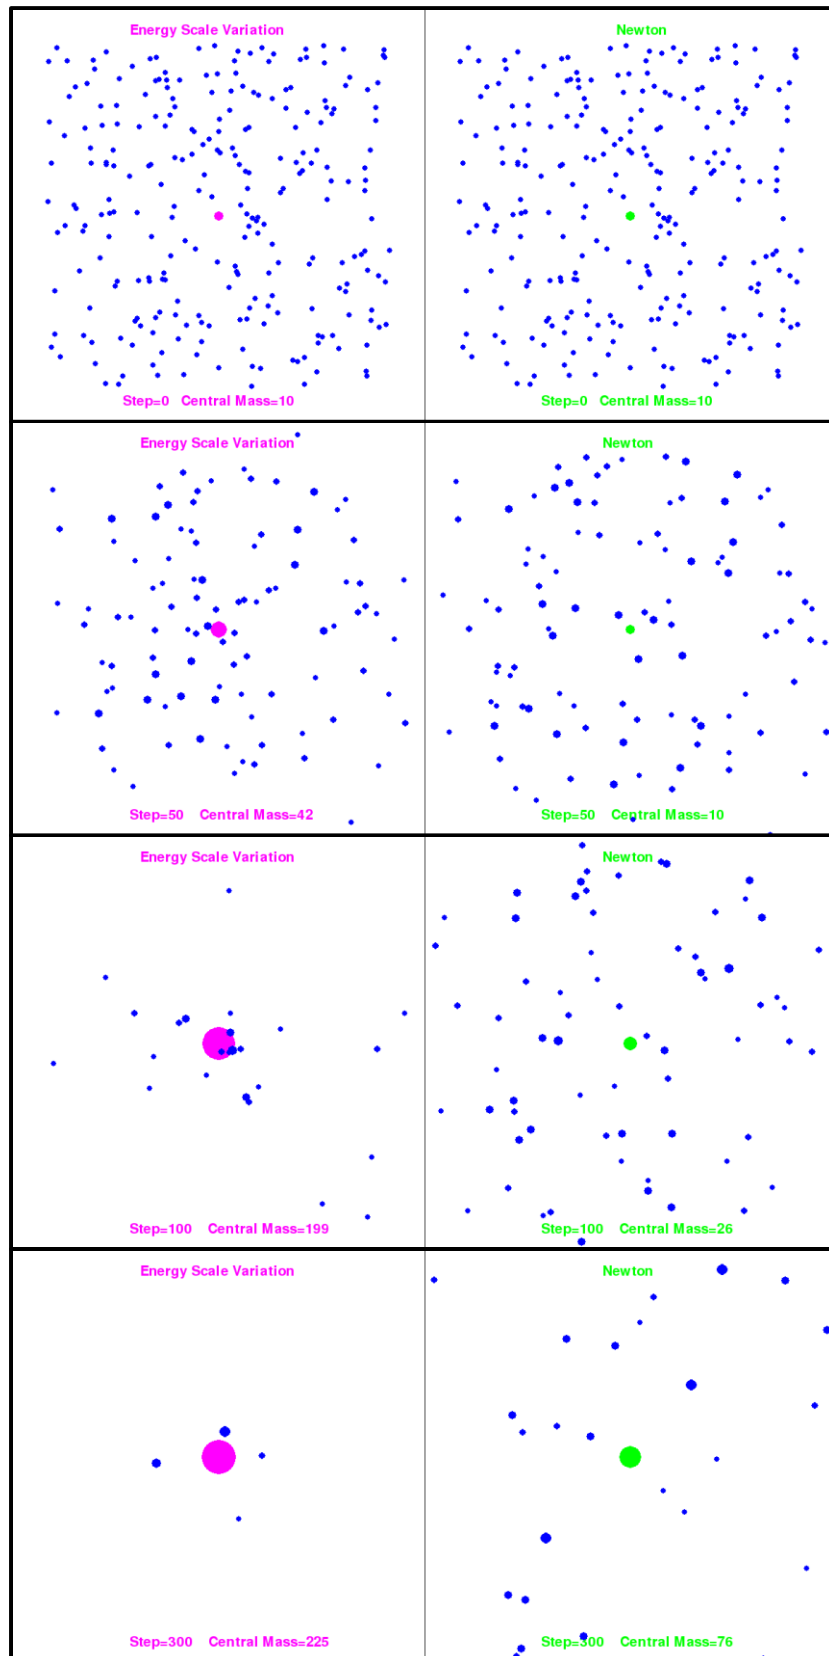 Energy Scale Variation
Newton
Step=0 Central Mass=10
Step=0 Central Mass=10
Energy Scale Variation
Newton
Step=50 Central Mass=42
Step=50 Central Mass=10
Energy Scale Variation
Newton
Step=100 Central Mass=199
Step=100 Central Mass=26
Energy Scale Variation
Newton
Step=300 Central Mass=225
Step=300 Central Mass=76